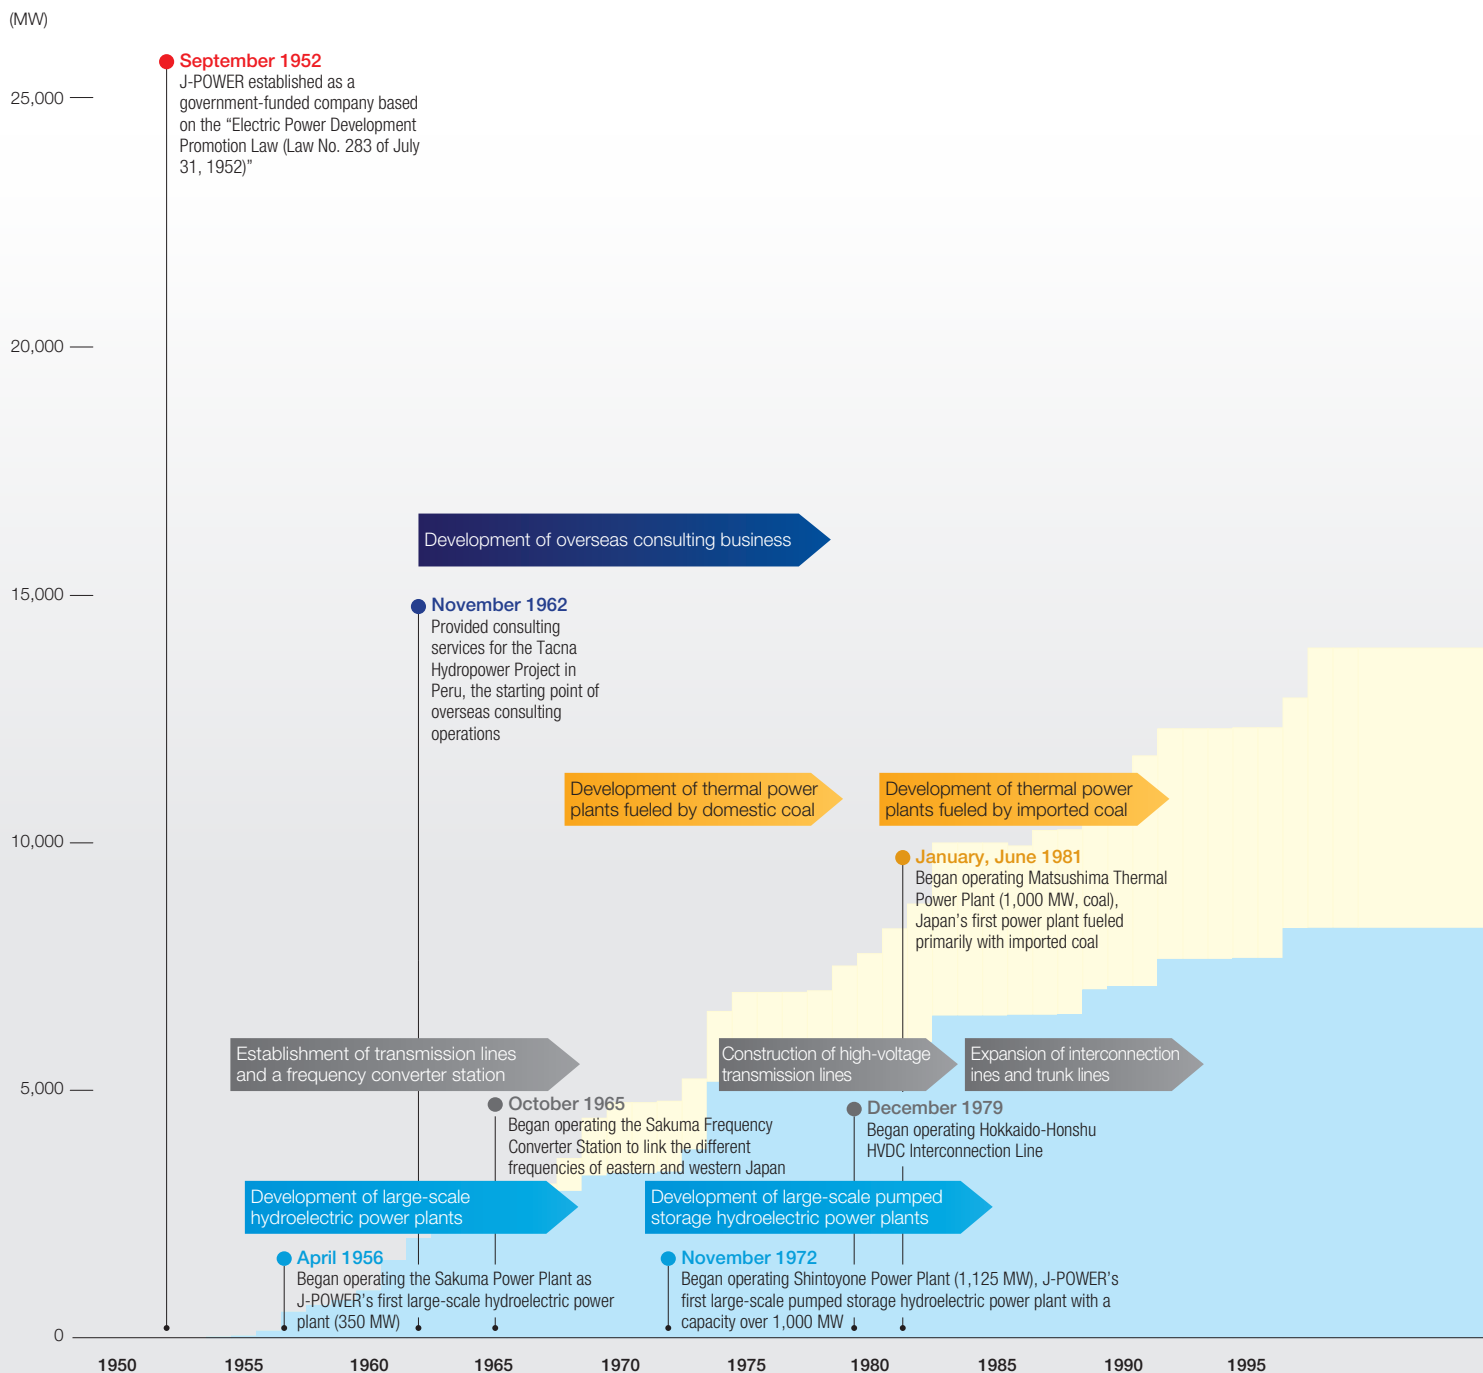 (MW)
September 1952
J-POWER established as a
government-funded company based
on the “Electric Power Development
Promotion Law (Law No. 283 of July
31, 1952)”
25,000
20,000
Development of overseas consulting business
15,000
November 1962
Provided consulting
services for the Tacna
Hydropower Project in
Peru, the starting point of
overseas consulting
operations
Development of thermal power
plants fueled by domestic coal
Development of thermal power
plants fueled by imported coal
10,000
January, June 1981
Began operating Matsushima Thermal
Power Plant (1,000 MW, coal),
Japan’s first power plant fueled
primarily with imported coal
Establishment of transmission lines
and a frequency converter station
Construction of high-voltage
transmission lines
Expansion of interconnection
ines and trunk lines
5,000
October 1965
Began operating the Sakuma Frequency
Converter Station to link the different
frequencies of eastern and western Japan
December 1979
Began operating Hokkaido-Honshu
HVDC Interconnection Line
Development of large-scale
hydroelectric power plants
Development of large-scale pumped
storage hydroelectric power plants
April 1956
Began operating the Sakuma Power Plant as
J-POWER’s first large-scale hydroelectric power
plant (350 MW)
November 1972
Began operating Shintoyone Power Plant (1,125 MW), J-POWER’s
first large-scale pumped storage hydroelectric power plant with a
capacity over 1,000 MW
0
1950 1955 1960 1965 1970 1975 1980 1985 1990 1995